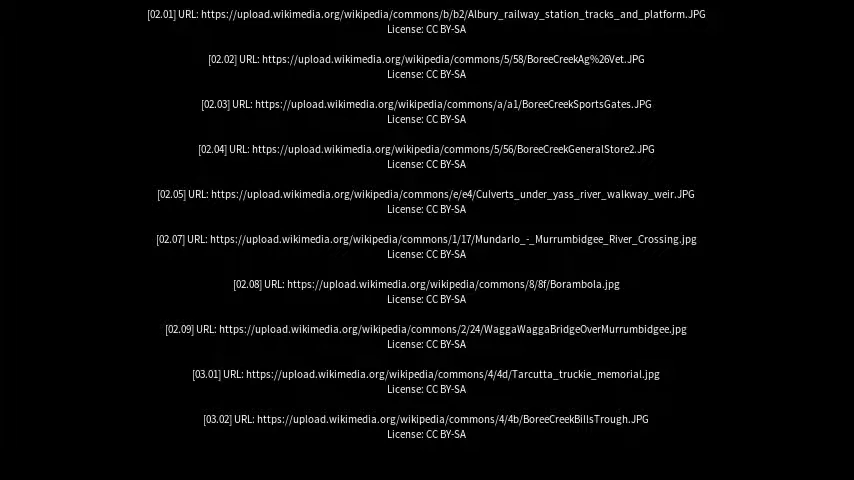 [02.01] URL: https://upload.wikimedia.org/wikipedia/commons/b/b2/Albury_railway_station_tracks_and_platform.JPG
License: CC BY-SA
[02.02] URL: https://upload.wikimedia.org/wikipedia/commons/5/58/BoreeCreekAg%26Vet.JPG
License: CC BY-SA
[02.03] URL: https://upload.wikimedia.org/wikipedia/commons/a/a1/BoreeCreekSportsGates.JPG
License: CC BY-SA
[02.04] URL: https://upload.wikimedia.org/wikipedia/commons/5/56/BoreeCreekGeneralStore2.JPG
License: CC BY-SA
[02.05] URL: https://upload.wikimedia.org/wikipedia/commons/e/e4/Culverts_under_yass_river_walkway_weir.JPG
License: CC BY-SA
[02.07] URL: https://upload.wikimedia.org/wikipedia/commons/1/17/Mundarlo_-_Murrumbidgee_River_Crossing.jpg
License: CC BY-SA
[02.08] URL: https://upload.wikimedia.org/wikipedia/commons/8/8f/Borambola.jpg
License: CC BY-SA
[02.09] URL: https://upload.wikimedia.org/wikipedia/commons/2/24/WaggaWaggaBridgeOverMurrumbidgee.jpg
License: CC BY-SA
[03.01] URL: https://upload.wikimedia.org/wikipedia/commons/4/4d/Tarcutta_truckie_memorial.jpg
License: CC BY-SA
[03.02] URL: https://upload.wikimedia.org/wikipedia/commons/4/4b/BoreeCreekBillsTrough.JPG
License: CC BY-SA